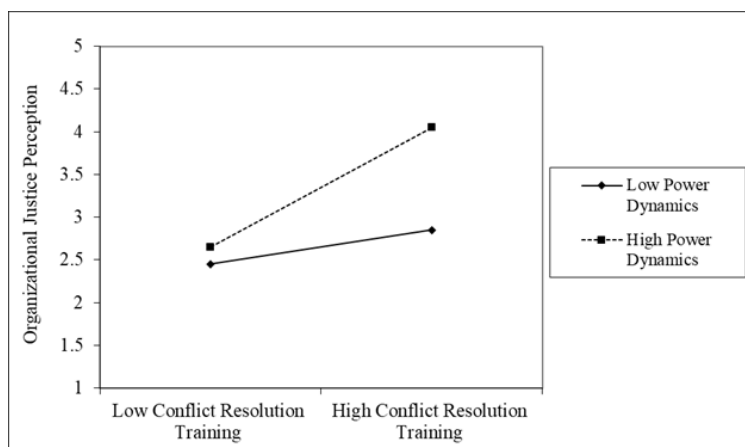 Organizational Justice Perception
5
4.5
4
3.5
3
2.5
2
1.5
1
Low Conflict Resolution
Training
High Conflict Resolution
Training
Low Power
Dynamics
High Power
Dynamics